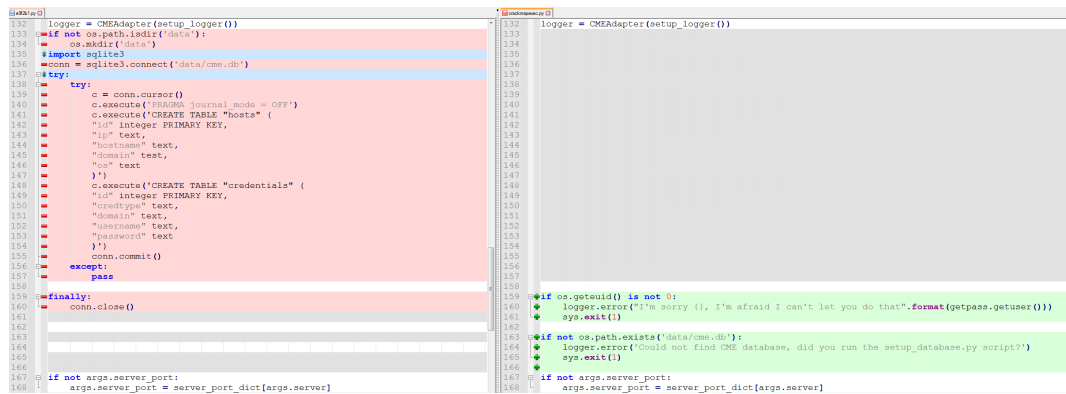 e5f2b1.py
crackmapexec.py
132 logger = CMEAdapter(setup_logger())
133 if not os.path.isdir('data'):
134 os.mkdir('data')
135 import sqlite3
136 conn = sqlite3.connect('data/cme.db')
137 try:
138 try:
139 c = conn.cursor()
140 c.execute('PRAGMA journal_mode = OFF')
141 c.execute('CREATE TABLE "hosts" (
142 "id" integer PRIMARY KEY,
143 "ip" text,
144 "hostname" text,
145 "domain" test,
146 "os" text
147 )')
148 c.execute('CREATE TABLE "credentials" (
149 "id" integer PRIMARY KEY,
150 "credtype" text,
151 "domain" text,
152 "username" text,
153 "password" text
154 )')
155 conn.commit()
156 except:
157 pass
158
159 finally:
160 conn.close()
161
162
163
164
165
166
167 if not args.server_port:
168 args.server_port = server_port_dict[args.server]
132 logger = CMEAdapter(setup_logger())
133
134
135
136
137
138
139
140
141
142
143
144
145
146
147
148
149
150
151
152
153
154
155
156
157
158
159 if os.geteuid() is not 0:
160 logger.error("I'm sorry {}, I'm afraid I can't let you do that".format(getpass.getuser()))
161 sys.exit(1)
162
163 if not os.path.exists('data/cme.db'):
164 logger.error('Could not find CME database, did you run the setup_database.py script?')
165 sys.exit(1)
166
167 if not args.server_port:
168 args.server_port = server_port_dict[args.server]